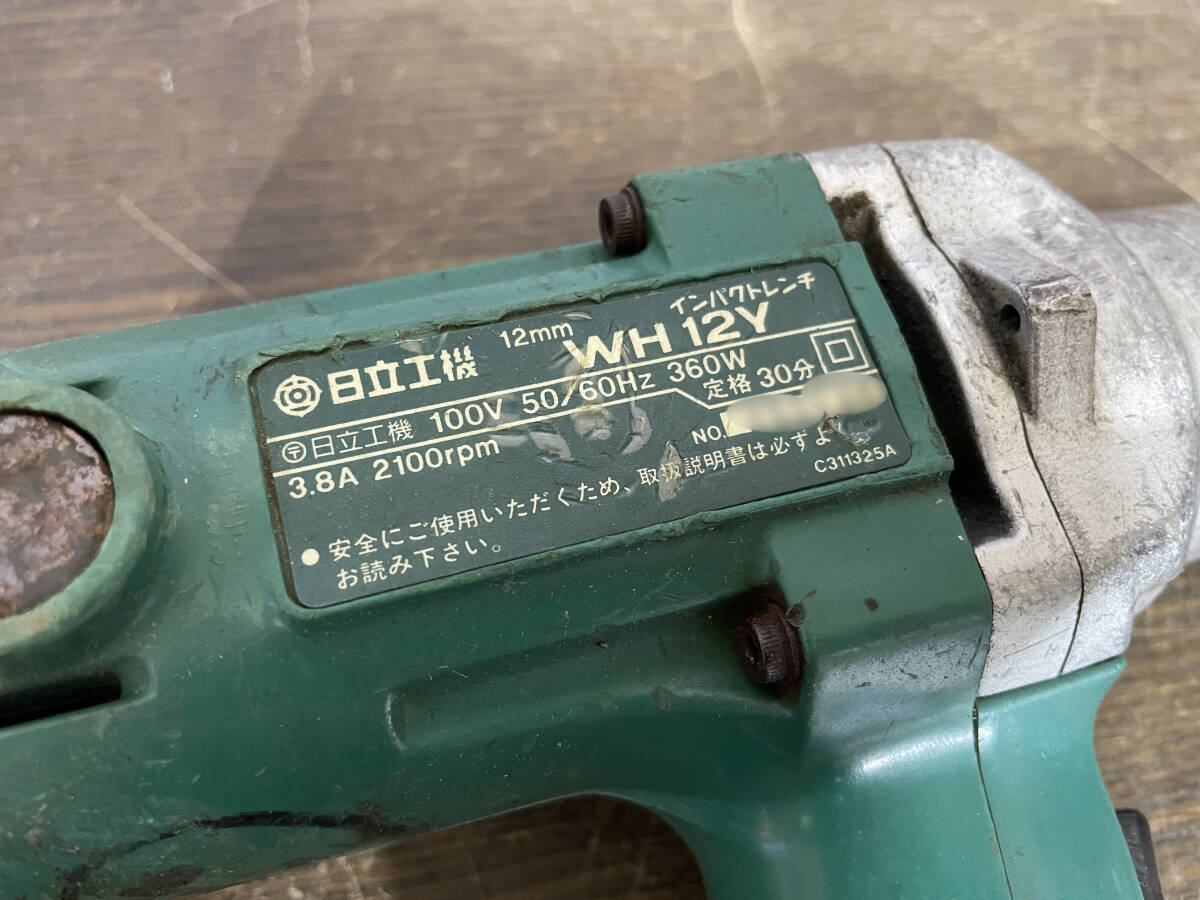 日立工機 12mm インパクトレンチ WH 12Y
〒日立工機 100V 50/60Hz 360W
3.8A 2100rpm 定格 30分
NO.
● 安全にご使用いただくため、取扱説明書は必ずよ
お読み下さい。
C311325A